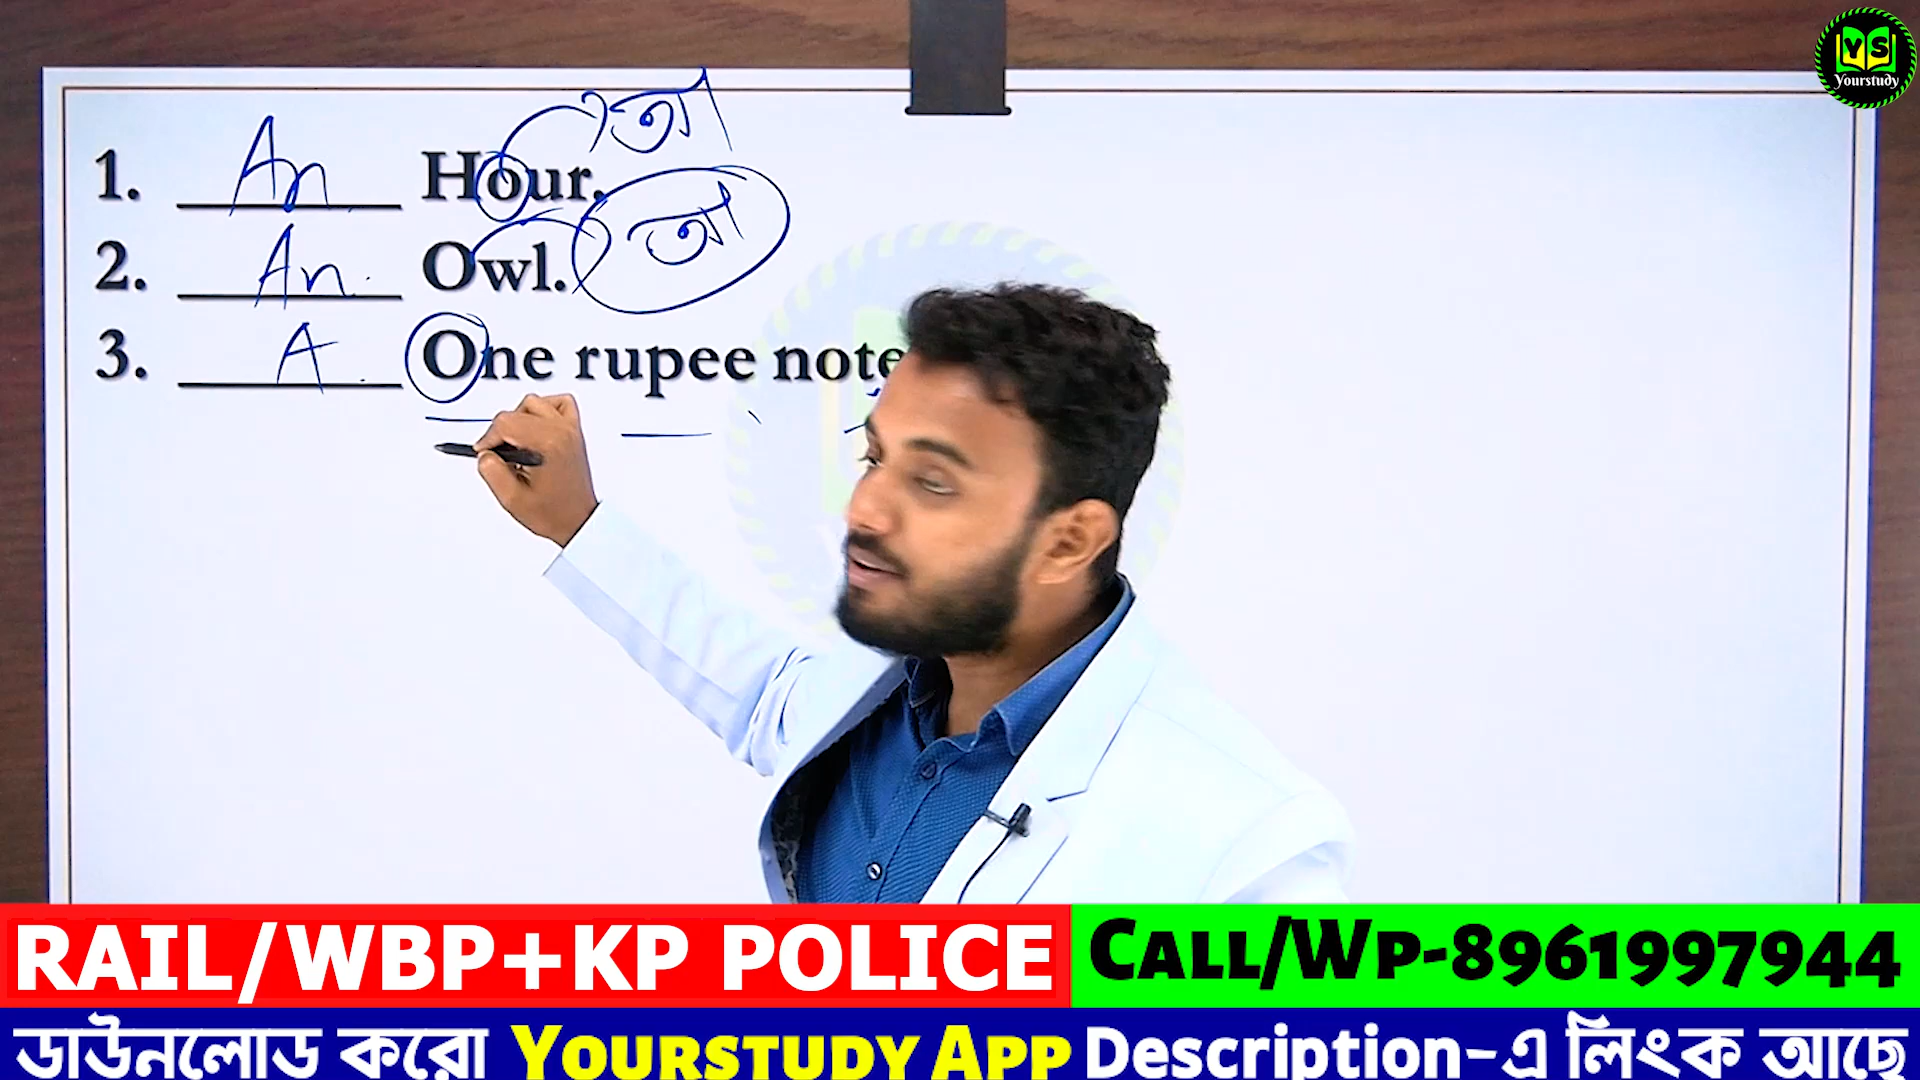 YS
Yourstudy
আ
1. An Hour.
আ
2. An Owl.
3. A One rupee note
RAIL/WBP+KP POLICE
CALL/WP-8961997944
ডাউনলোড করো YOURSTUDY APP Description-এ লিংক আছে